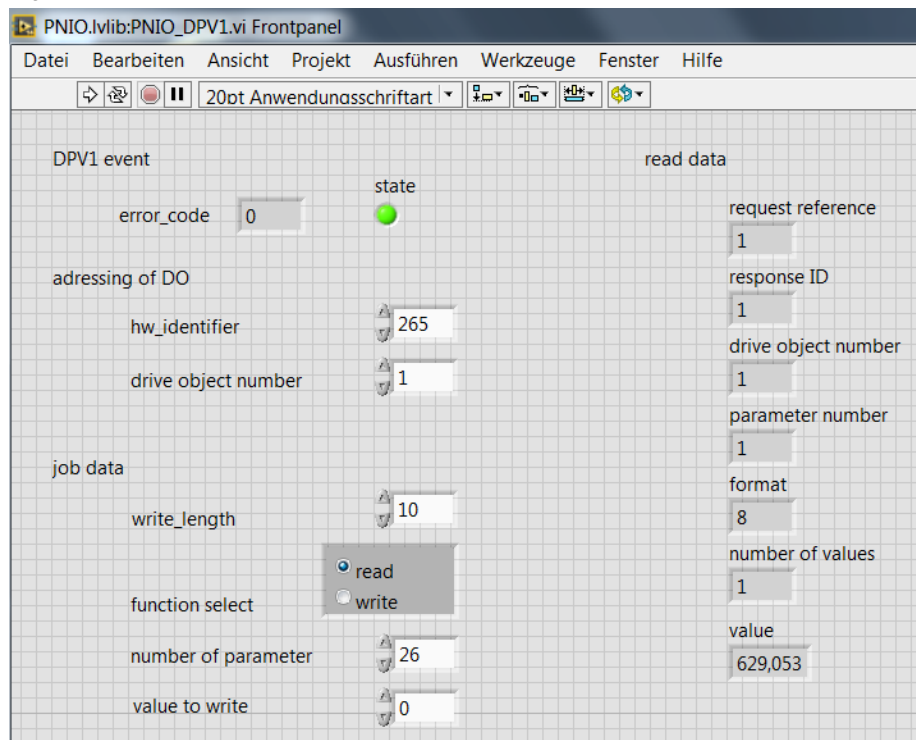 PNIO.lvlib:PNIO_DPV1.vi Frontpanel
Datei Bearbeiten Ansicht Projekt Ausführen Werkzeuge Fenster Hilfe
20pt Anwendungsschriftart
DPV1 event
state
error_code 0
adressing of DO
hw_identifier 265
drive object number 1
job data
write_length 10
read
write
function select
number of parameter 26
value to write 0
read data
request reference
1
response ID
1
drive object number
1
parameter number
1
format
8
number of values
1
value
629,053